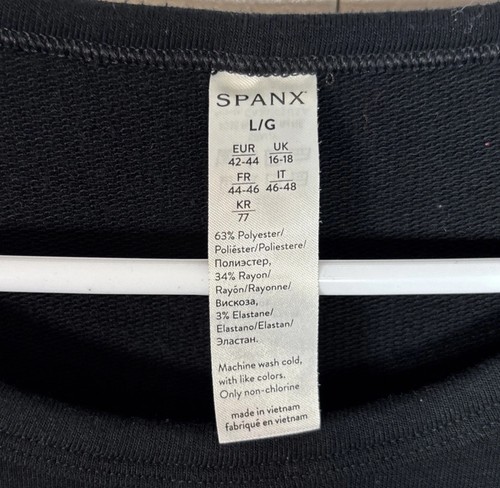 SPANX®
L/G
EUR UK
42-44 16-18
FR IT
44-46 46-48
KR
77
63% Polyester/
Poliéster/Poliestere/
Полиэстер,
34% Rayon/
Rayón/Rayonne/
Вискоза,
3% Elastane/
Elastano/Elastan/
Эластан.
Machine wash cold,
with like colors.
Only non-chlorine
made in vietnam
fabriqué en vietnam